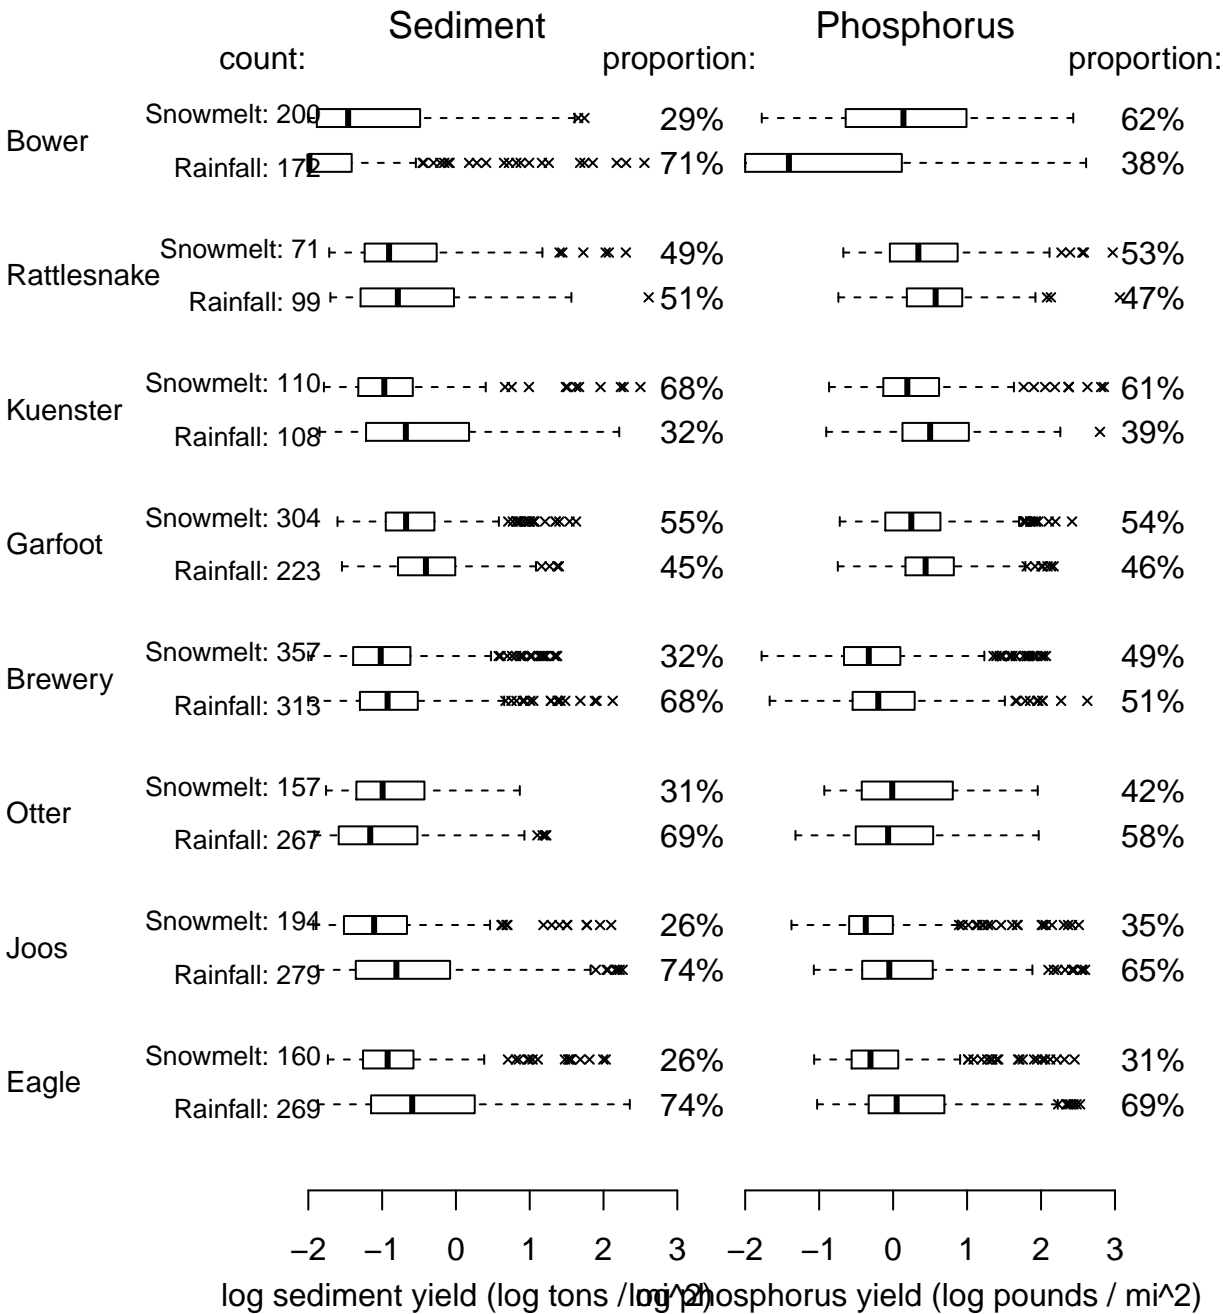 Sediment Phosphorus
count: proportion: proportion:
Snowmelt: 200 29% 62%
Bower
Rainfall: 172 71% 38%
Snowmelt: 71 49% 53%
Rattlesnake
Rainfall: 99 51% 47%
Snowmelt: 110 68% 61%
Kuenster
Rainfall: 108 32% 39%
Snowmelt: 304 55% 54%
Garfoot
Rainfall: 223 45% 46%
Snowmelt: 357 32% 49%
Brewery
Rainfall: 313 68% 51%
Snowmelt: 157 31% 42%
Otter
Rainfall: 267 69% 58%
Snowmelt: 194 26% 35%
Joos
Rainfall: 279 74% 65%
Snowmelt: 160 26% 31%
Eagle
Rainfall: 269 74% 69%
−2 −1 0 1 2 3 −2 −1 0 1 2 3
log sediment yield (log tons / mi^2) log phosphorus yield (log pounds / mi^2)